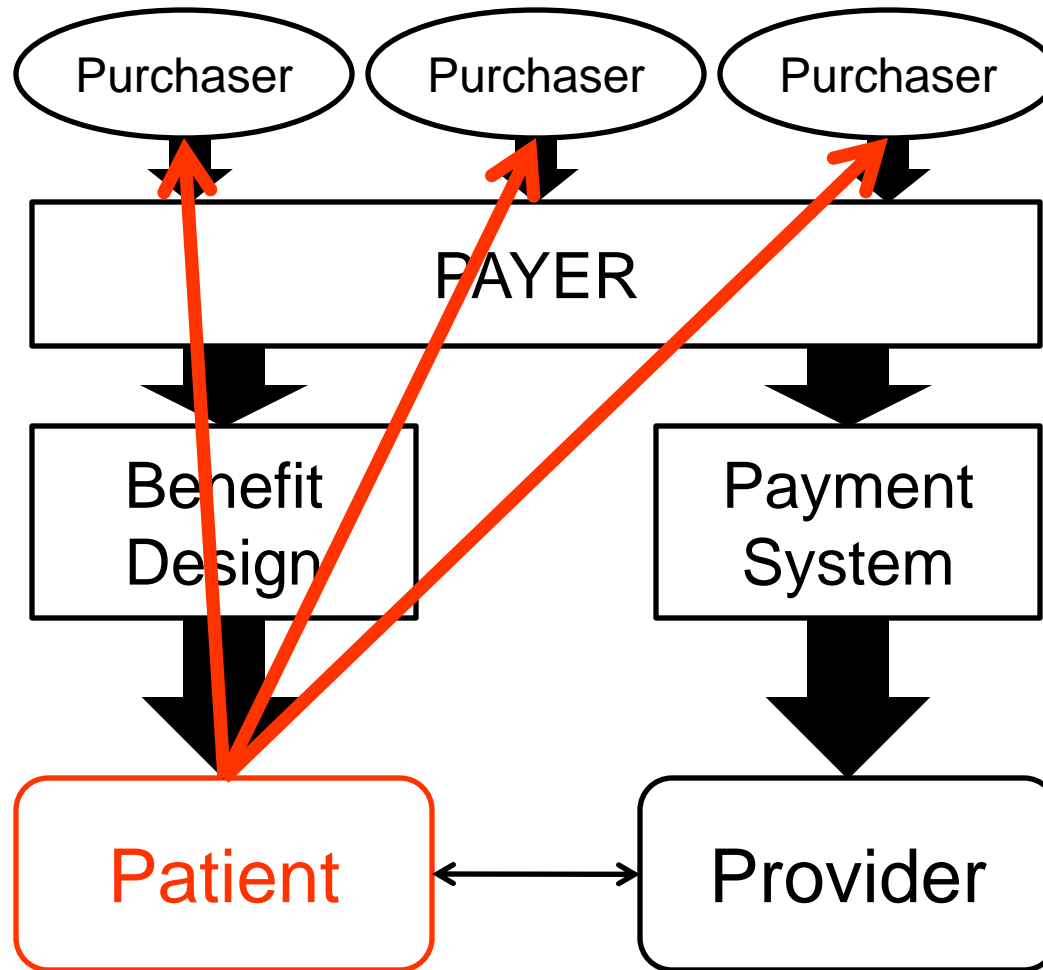 Purchaser
Purchaser
Purchaser
PAYER
Benefit
Design
Payment
System
Patient
Provider